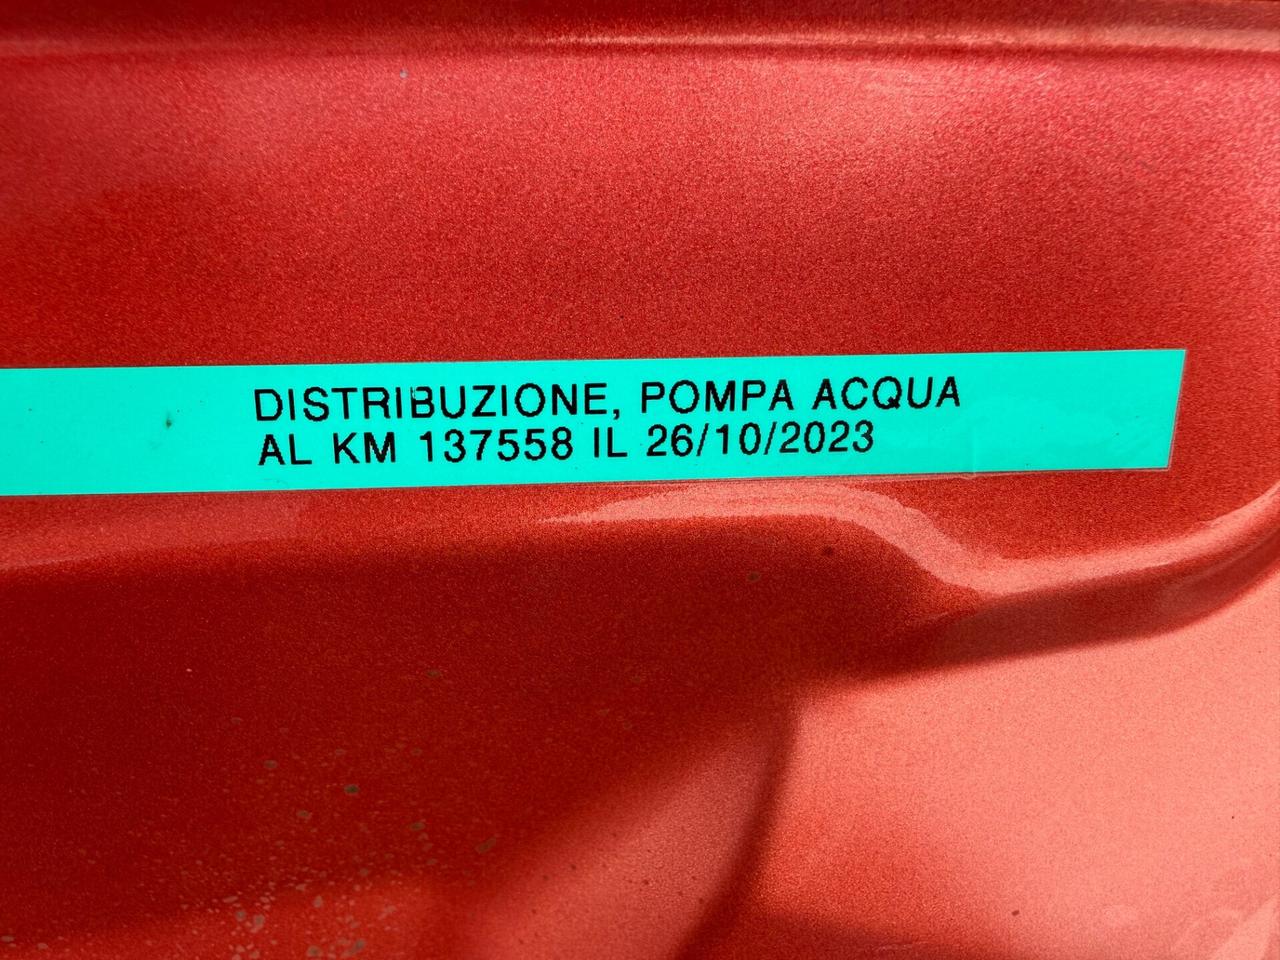 DISTRIBUZIONE, POMPA ACQUA
AL KM 137558 IL 26/10/2023